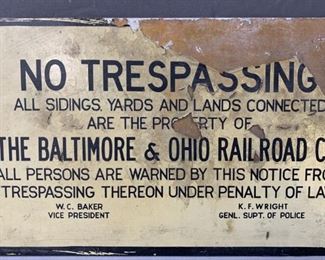 NO TRESPASSING
ALL SIDINGS, YARDS AND LANDS CONNECTED
ARE THE PROPERTY OF
THE BALTIMORE & OHIO RAILROAD C
ALL PERSONS ARE WARNED BY THIS NOTICE FRO
TRESPASSING THEREON UNDER PENALTY OF LA
W. C. BAKER K. F. WRIGHT
VICE PRESIDENT GENL. SUPT. OF POLICE